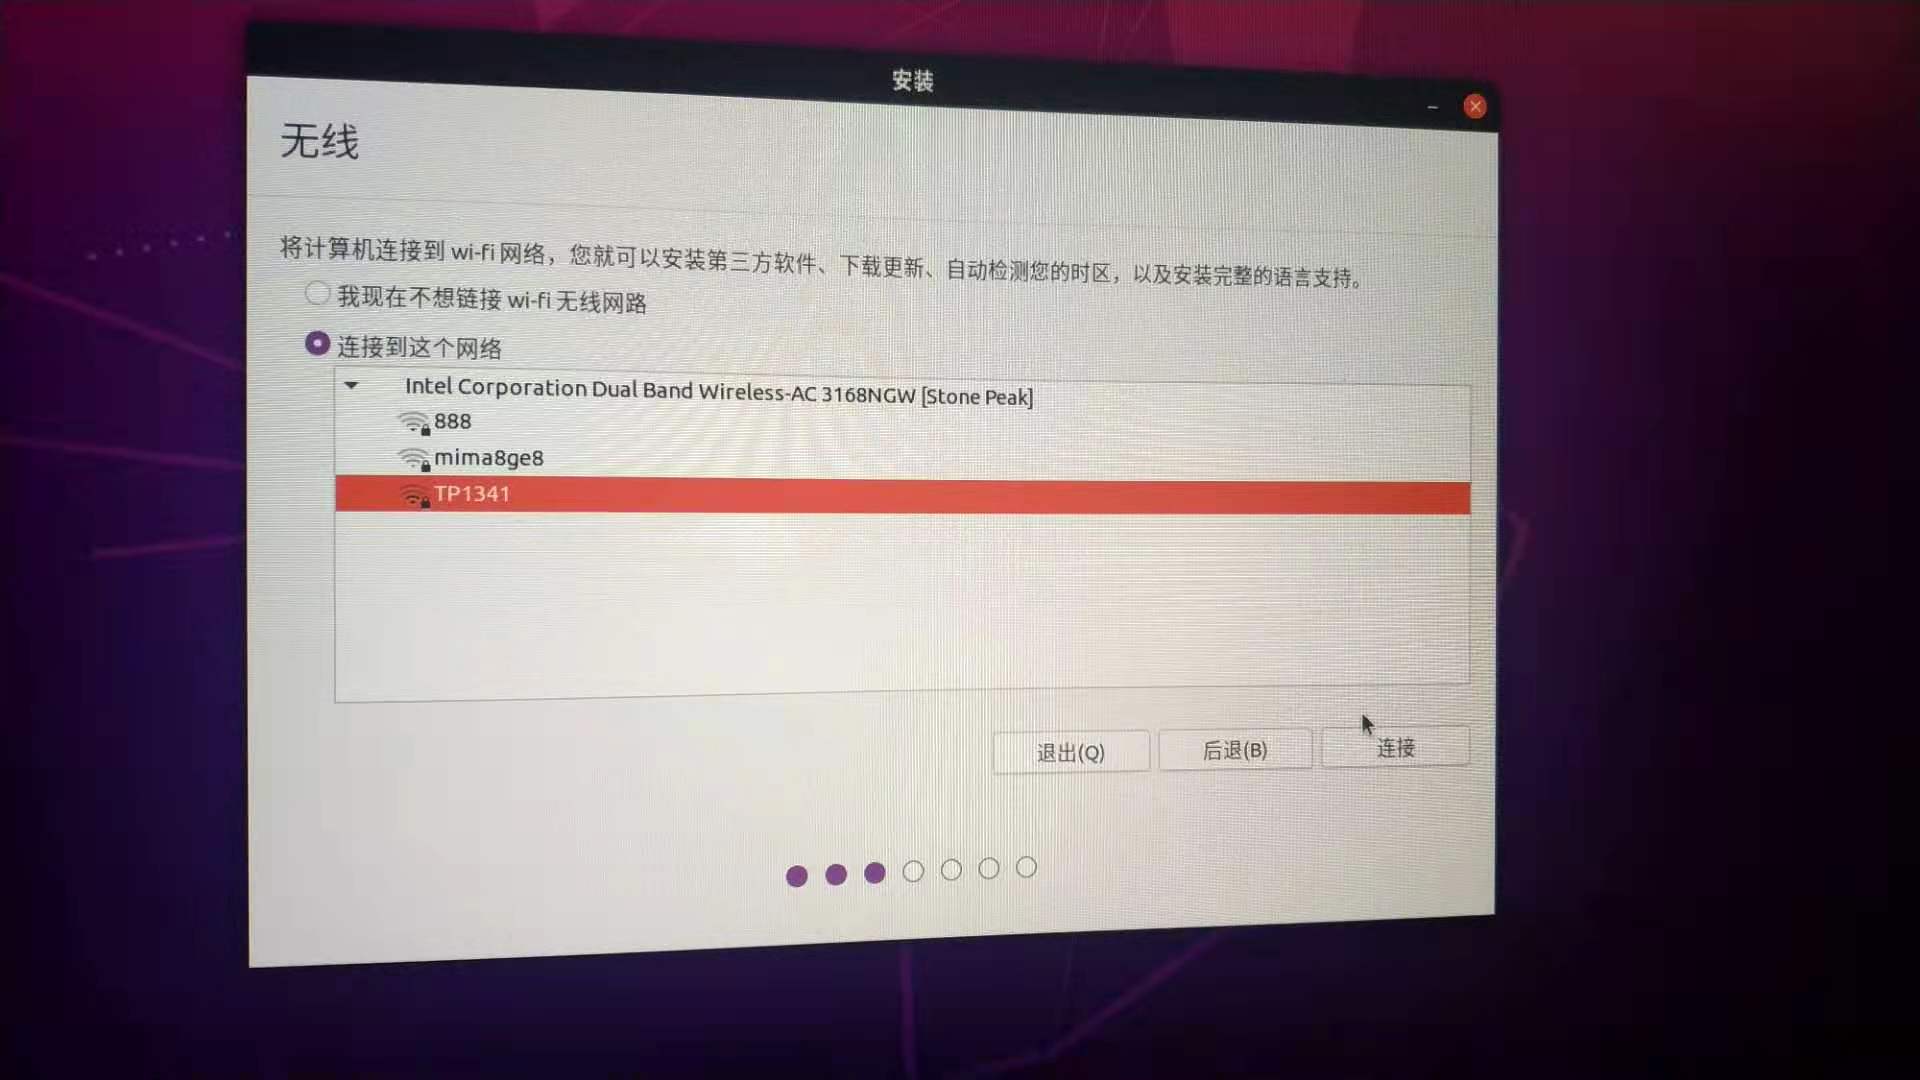 安装
无线
将计算机连接到 wi-fi 网络，您就可以安装第三方软件、下载更新、自动检测您的时区，以及安装完整的语言支持。
我现在不想链接 wi-fi 无线网路
连接到这个网络
Intel Corporation Dual Band Wireless-AC 3168NGW [Stone Peak]
888
mima8ge8
TP1341
退出(Q) 后退(B) 连接